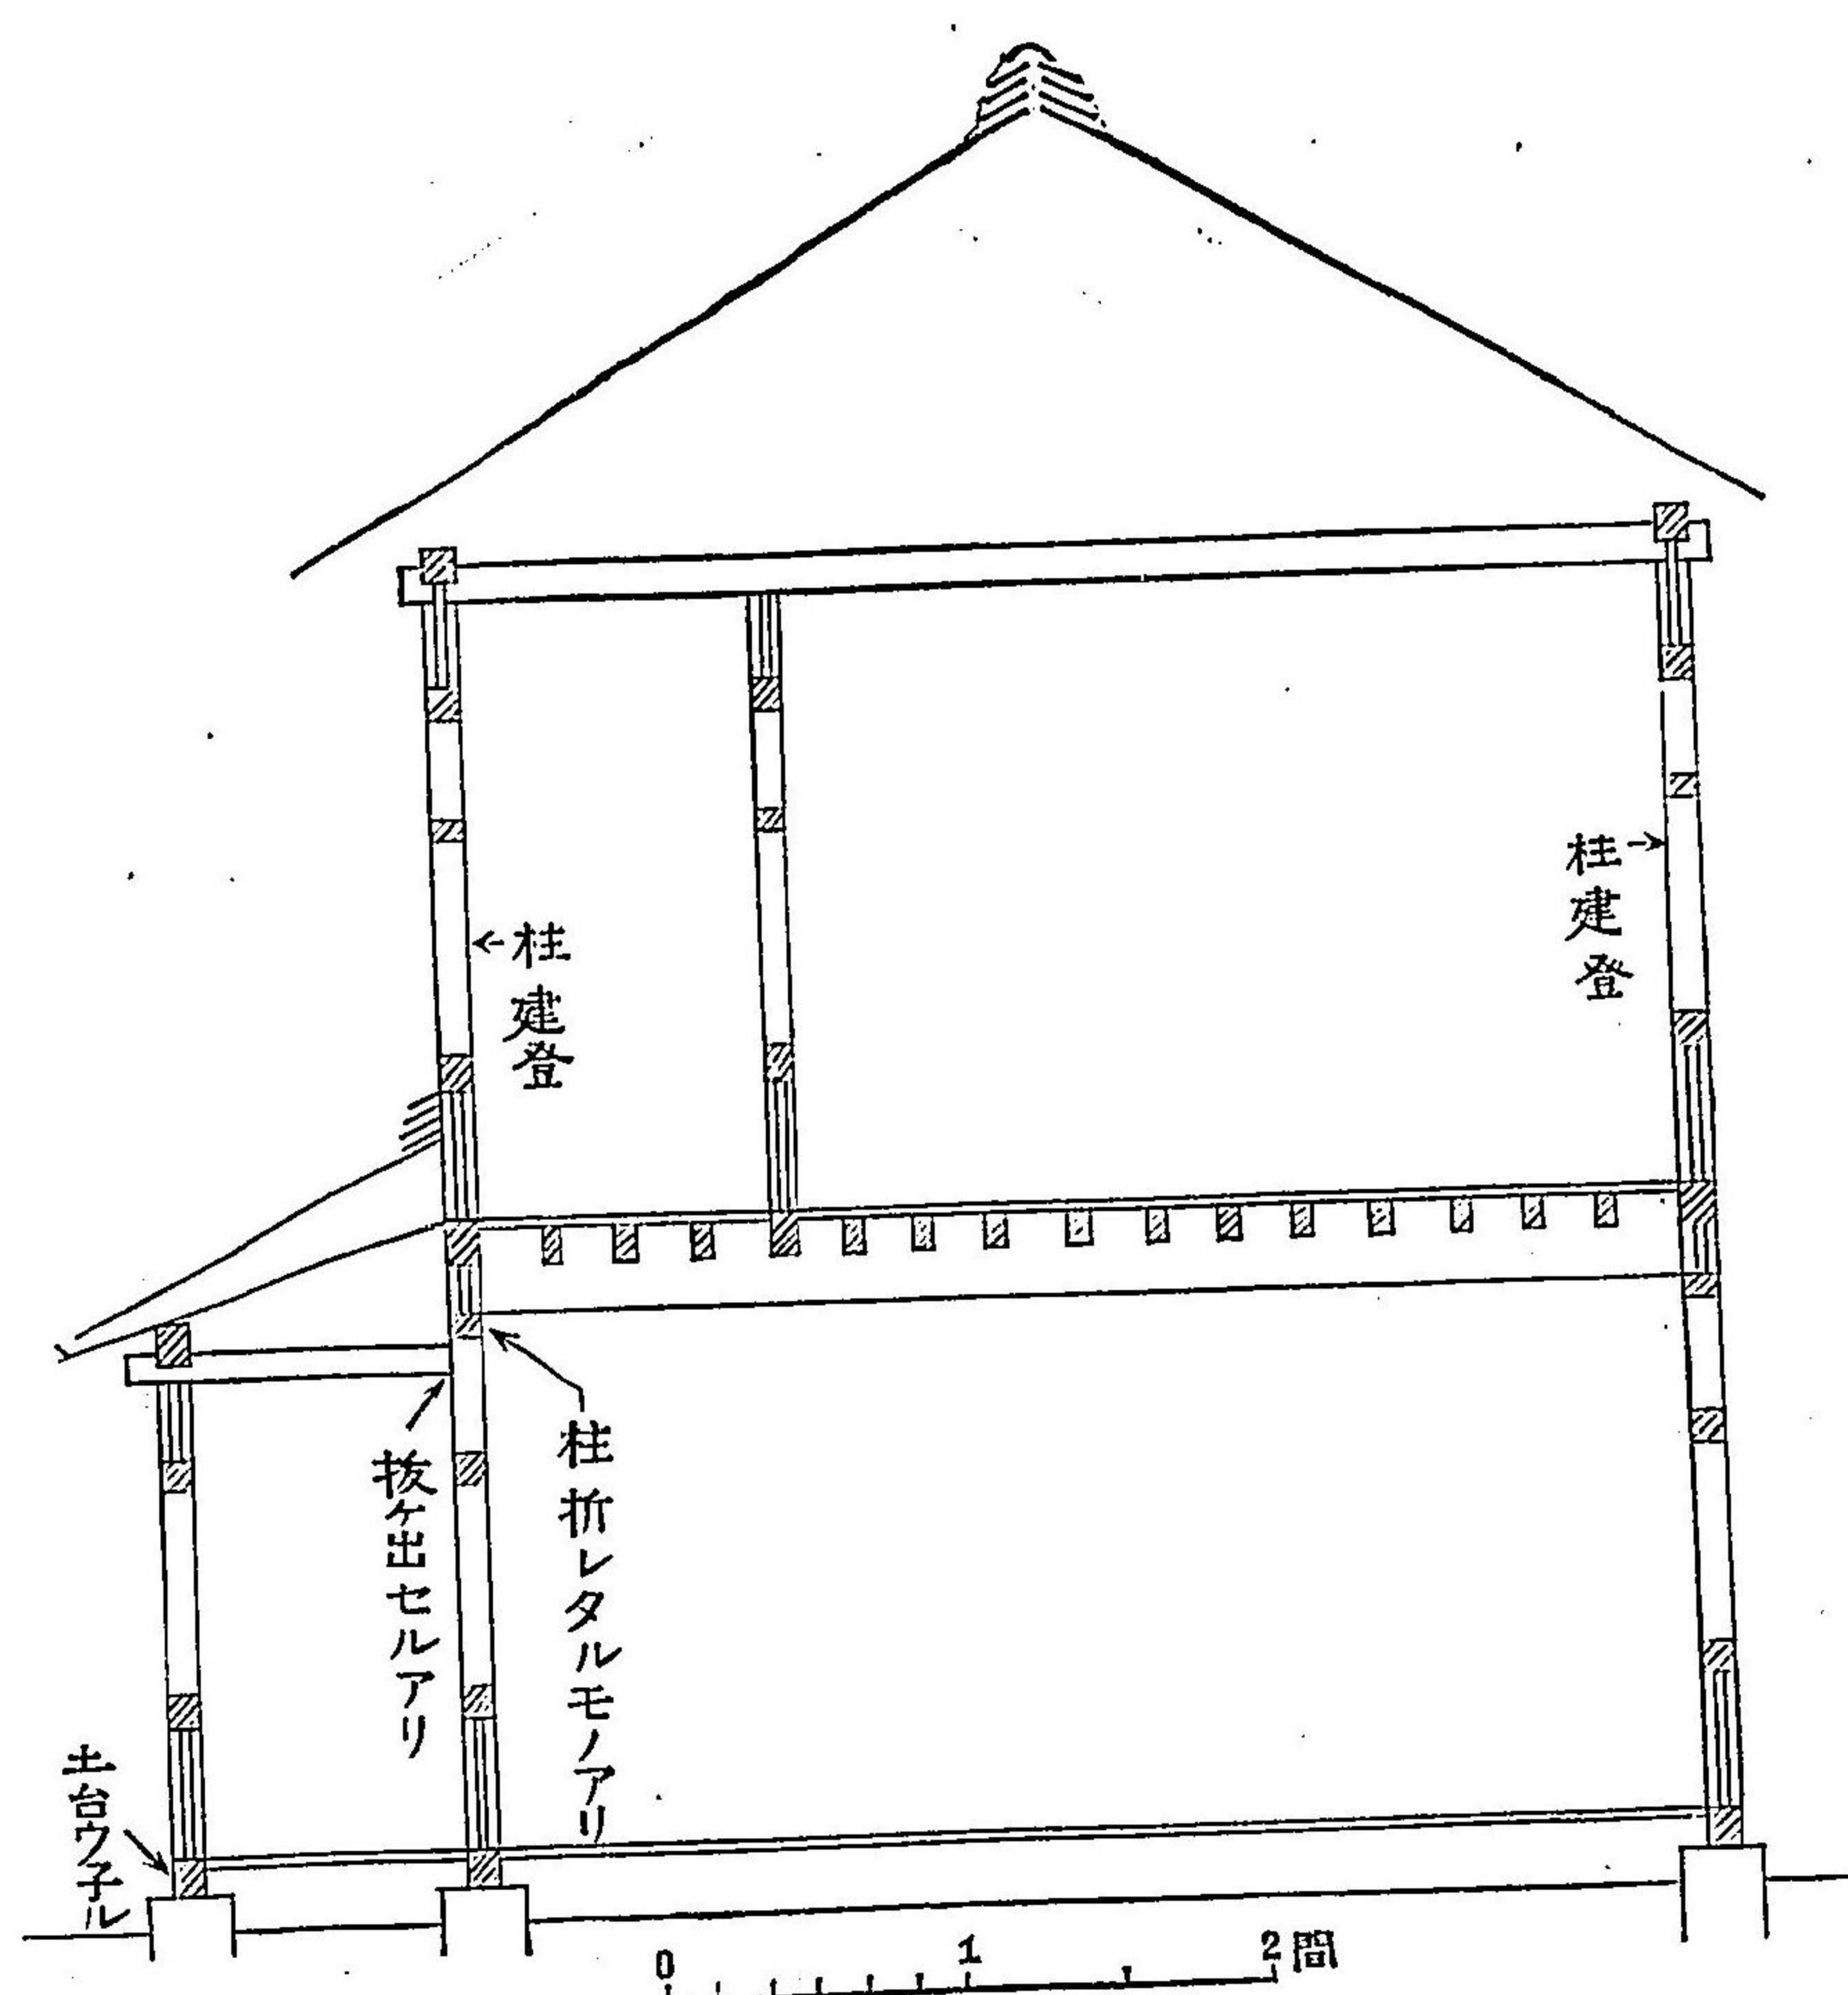 柱建登
柱建登
柱折レタルモノアリ
抜ケ出セルアリ
土台ウ子ル
0 1 2間